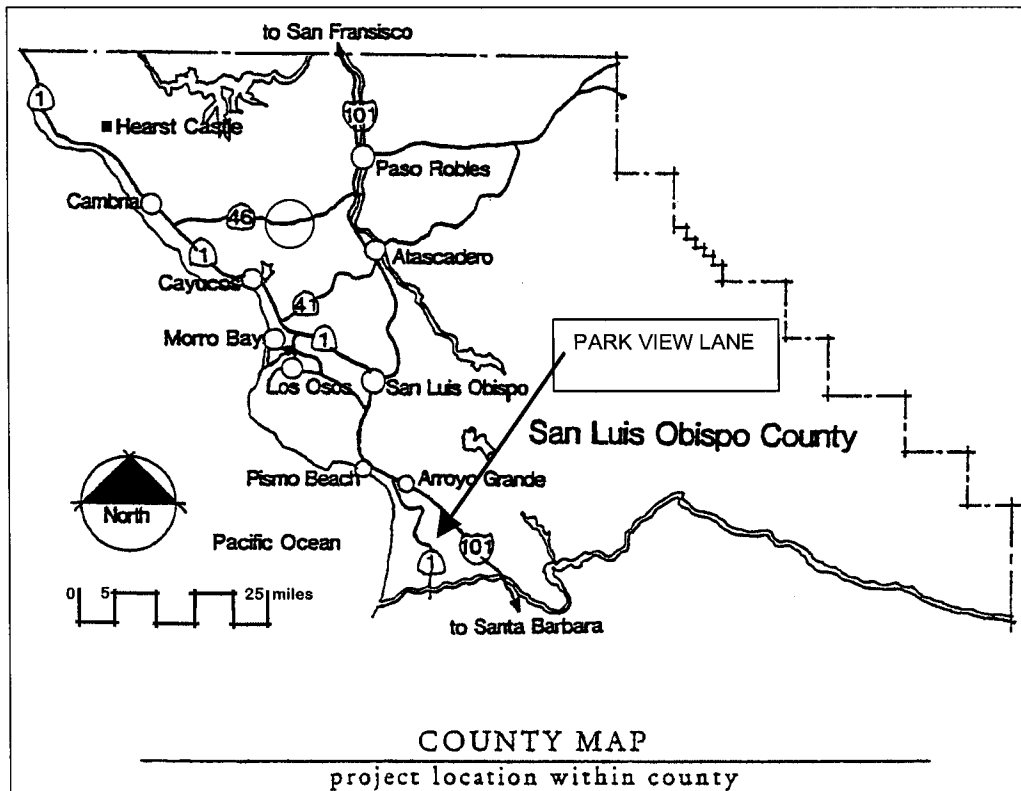 to San Fransisco
1
101
Hearst Castle
Paso Robles
Cambria
46
1
Atascadero
Cayucos
41
Morro Bay
1
PARK VIEW LANE
Los Osos
San Luis Obispo
San Luis Obispo County
Pismo Beach
Arroyo Grande
North
Pacific Ocean
101
1
0 5 25 miles
to Santa Barbara
COUNTY MAP
project location within county